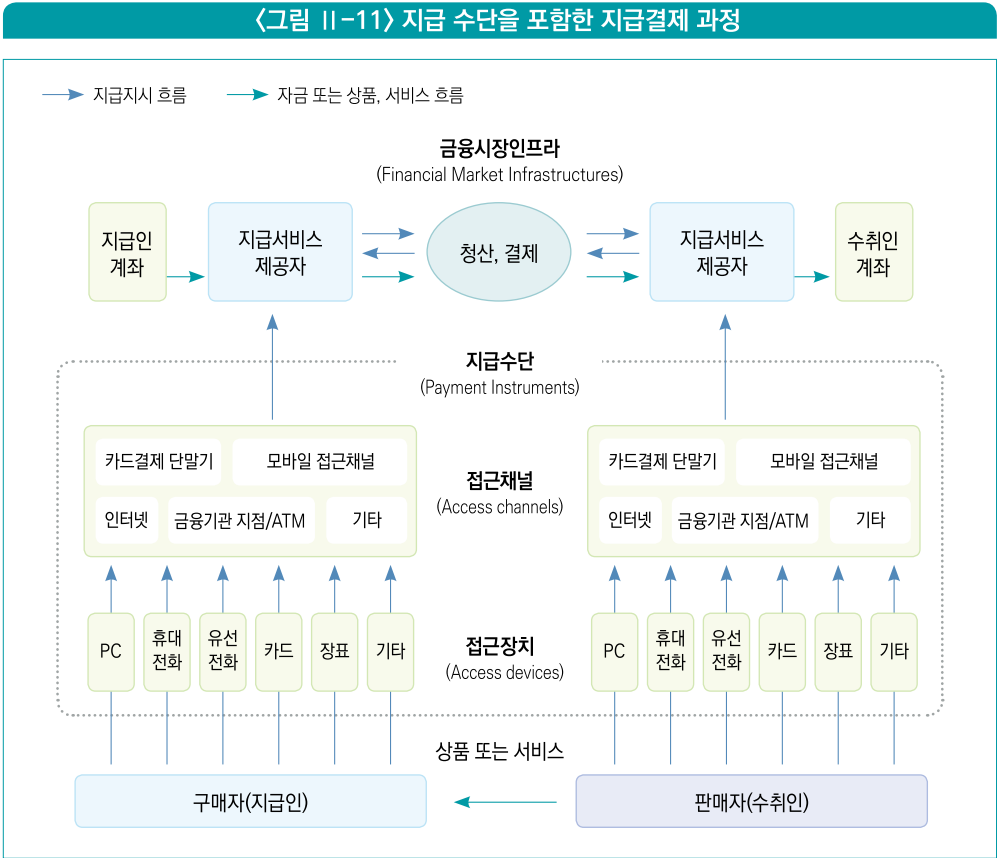 〈그림 Ⅱ-11〉 지급 수단을 포함한 지급결제 과정
지급지시 흐름
자금 또는 상품, 서비스 흐름
금융시장인프라
(Financial Market Infrastructures)
지급인
계좌
지급서비스
제공자
청산, 결제
지급서비스
제공자
수취인
계좌
지급수단
(Payment Instruments)
카드결제 단말기
모바일 접근채널
인터넷
금융기관 지점/ATM
기타
접근채널
(Access channels)
카드결제 단말기
모바일 접근채널
인터넷
금융기관 지점/ATM
기타
PC
휴대
전화
유선
전화
카드
장표
기타
접근장치
(Access devices)
PC
휴대
전화
유선
전화
카드
장표
기타
상품 또는 서비스
구매자(지급인)
판매자(수취인)